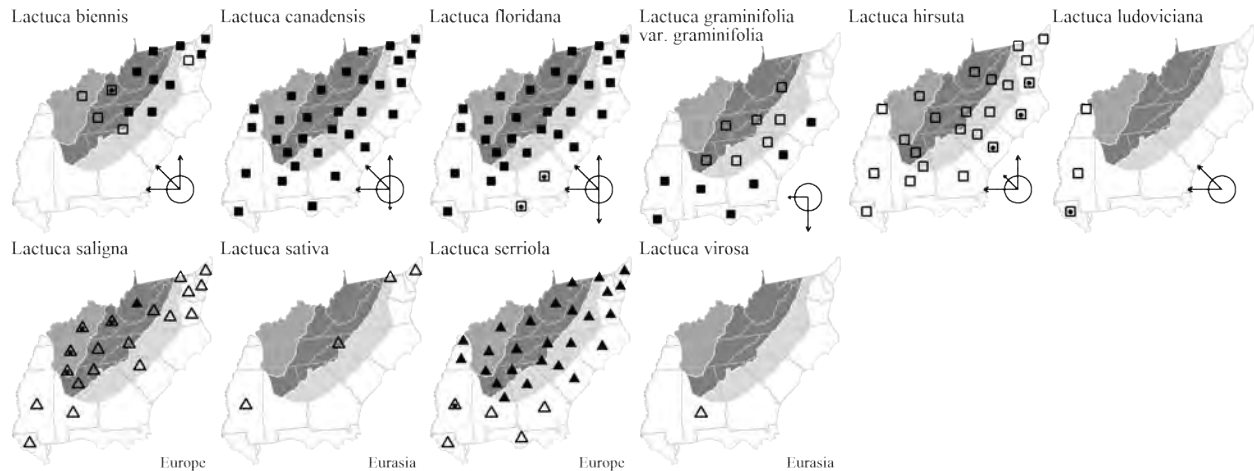 Lactuca biennis
Lactuca canadensis
Lactuca floridana
Lactuca graminifolia
var. graminifolia
Lactuca hirsuta
Lactuca ludoviciana
Lactuca saligna
Lactuca sativa
Lactuca serriola
Lactuca virosa
Europe
Eurasia
Europe
Eurasia